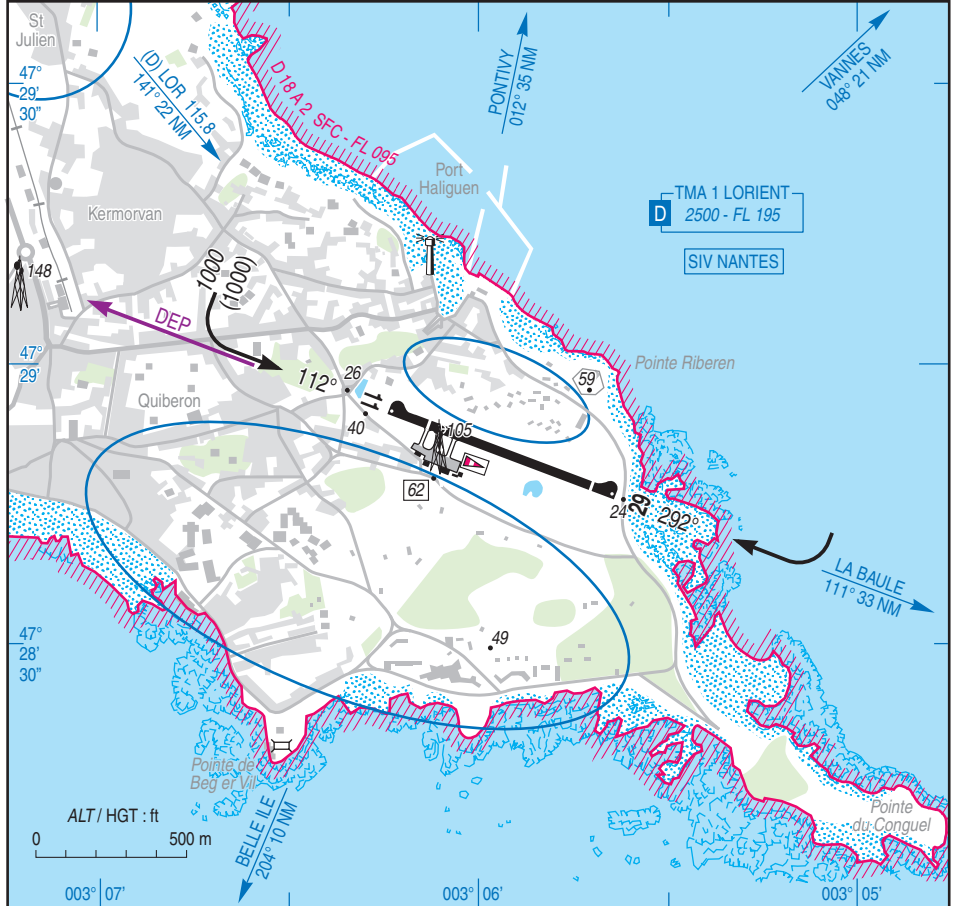 St
Julien
47°
29'
30"
(D) LOR 115.8
141° 22 NM
D 18 A 2 SFC - FL 095
PONTIVY
012° 35 NM
VANNES
048° 21 NM
Port
Haliguen
TMA 1 LORIENT
D
2500 - FL 195
SIV NANTES
Kermorvan
148
1000
(1000)
DEP
47°
29'
112°
26
11
40
Quiberon
105
59
Pointe Riberen
62
24
29
292°
LA BAULE
111° 33 NM
47°
28'
30"
49
Pointe de
Beg er Vil
BELLE ILE
204° 10 NM
ALT / HGT : ft
0 500 m
Pointe
du Conguel
003° 07'
003° 06'
003° 05'